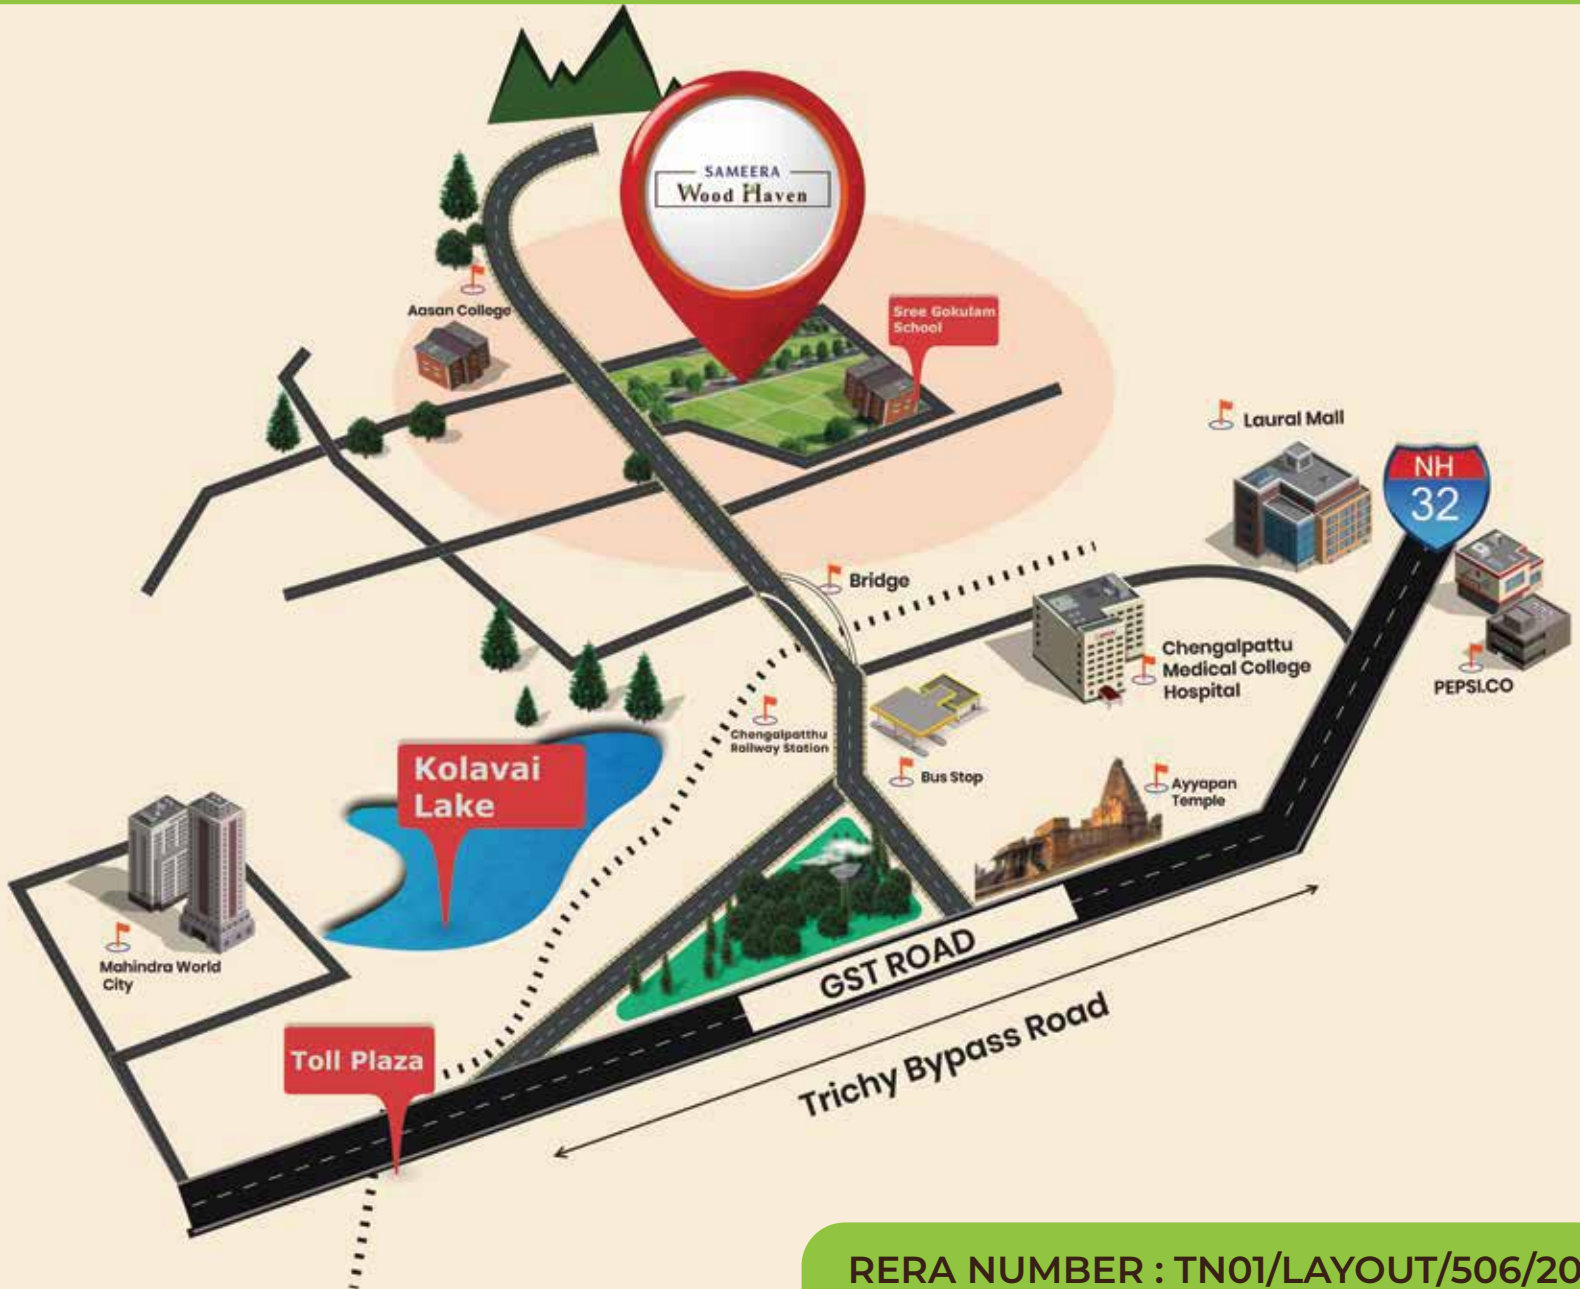 SAMEERA
Wood Haven
Aasan College
Sree Gokulam
School
Laural Mall
NH
32
Bridge
Chengalpattu
Medical College
Hospital
PEPSI.CO
Chengalpatthu
Railway Station
Bus Stop
Ayyapan
Temple
Kolavai
Lake
Mahindra World
City
GST ROAD
Toll Plaza
Trichy Bypass Road
RERA NUMBER : TN01/LAYOUT/506/20